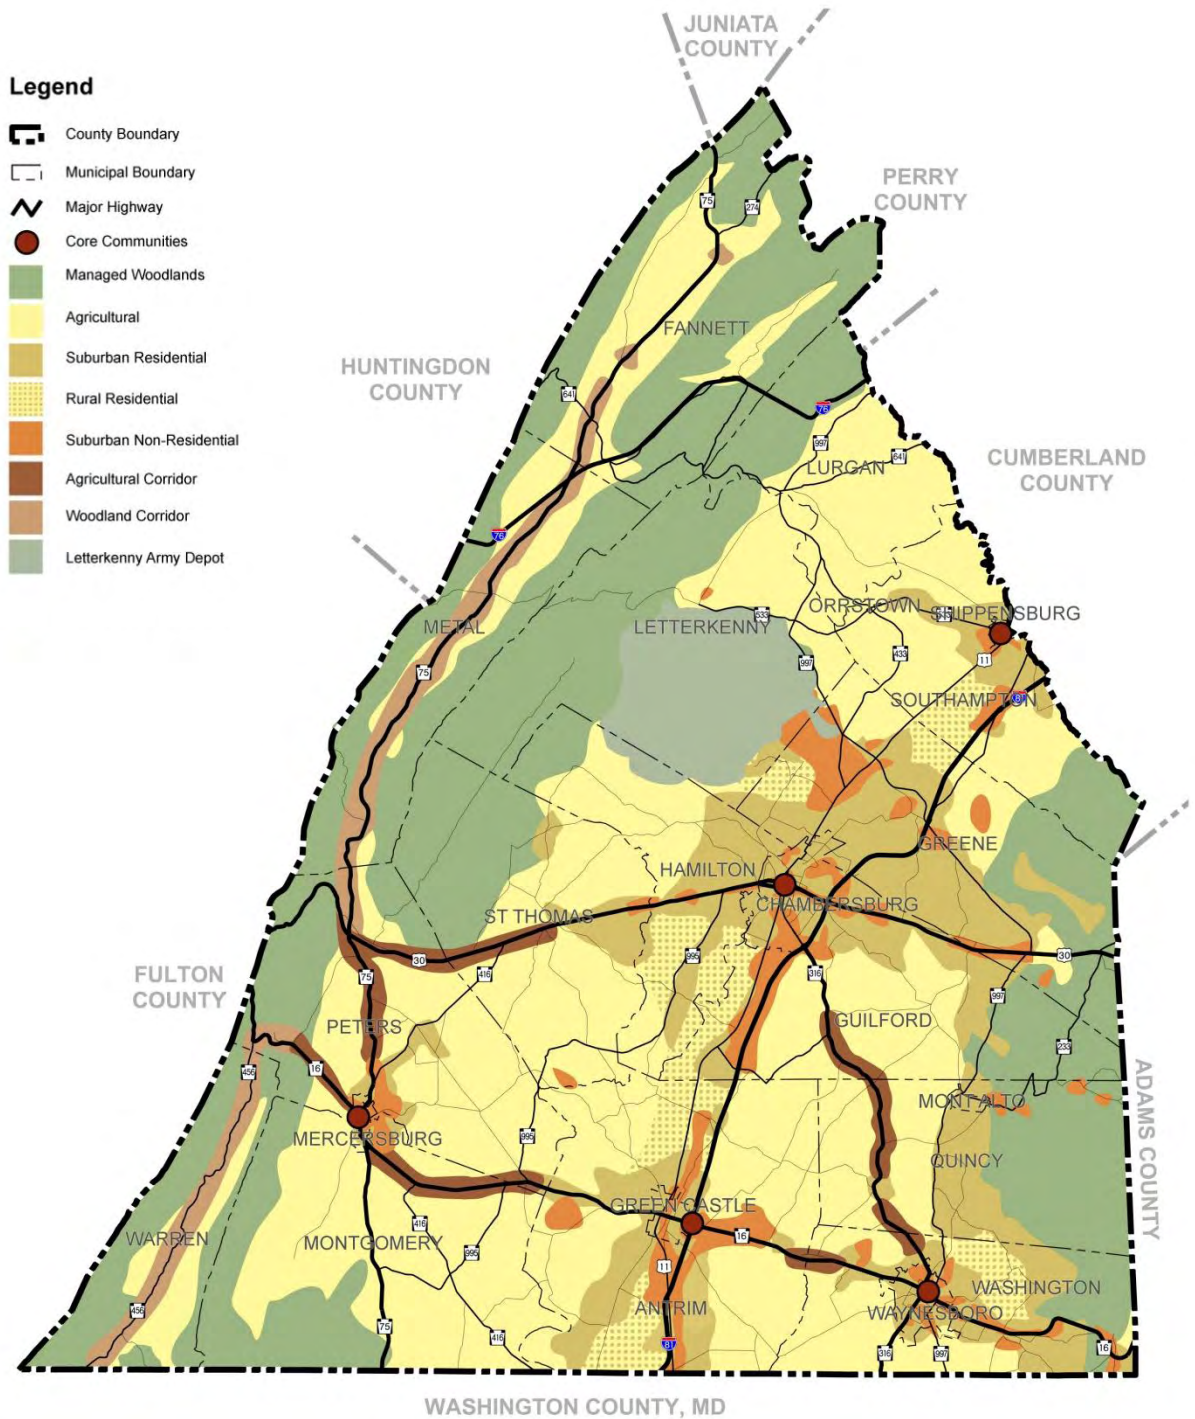 JUNIATA
COUNTY
Legend
County Boundary
Municipal Boundary
Major Highway
Core Communities
Managed Woodlands
Agricultural
Suburban Residential
Rural Residential
Suburban Non-Residential
Agricultural Corridor
Woodland Corridor
Letterkenny Army Depot
PERRY
COUNTY
75
274
FANNETT
HUNTINGDON
COUNTY
641
76
997
LURGAN
641
CUMBERLAND
COUNTY
76
ORRSTOWN
SHIPPENSBURG
533
533
METAL
LETTERKENNY
433
11
997
75
SOUTHAMPTON
81
GREENE
HAMILTON
CHAMBERSBURG
ST THOMAS
995
30
30
416
316
FULTON
COUNTY
75
997
PETERS
GUILFORD
233
16
456
ADAMS COUNTY
MONT ALTO
MERCERSBURG
995
QUINCY
GREEN CASTLE
416
16
WARREN
MONTGOMERY
995
11
WASHINGTON
456
ANTRIM
WAYNESBORO
75
416
81
316
997
16
WASHINGTON COUNTY, MD